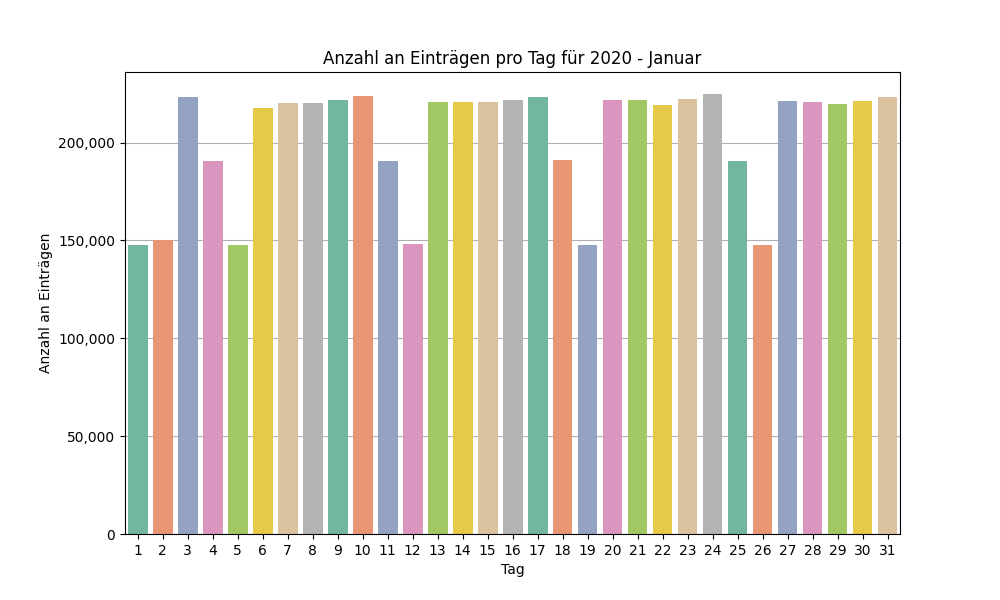 Anzahl an Einträgen pro Tag für 2020 - Januar
Anzahl an Einträgen
200,000
150,000
100,000
50,000
0
1 2 3 4 5 6 7 8 9 10 11 12 13 14 15 16 17 18 19 20 21 22 23 24 25 26 27 28 29 30 31
Tag